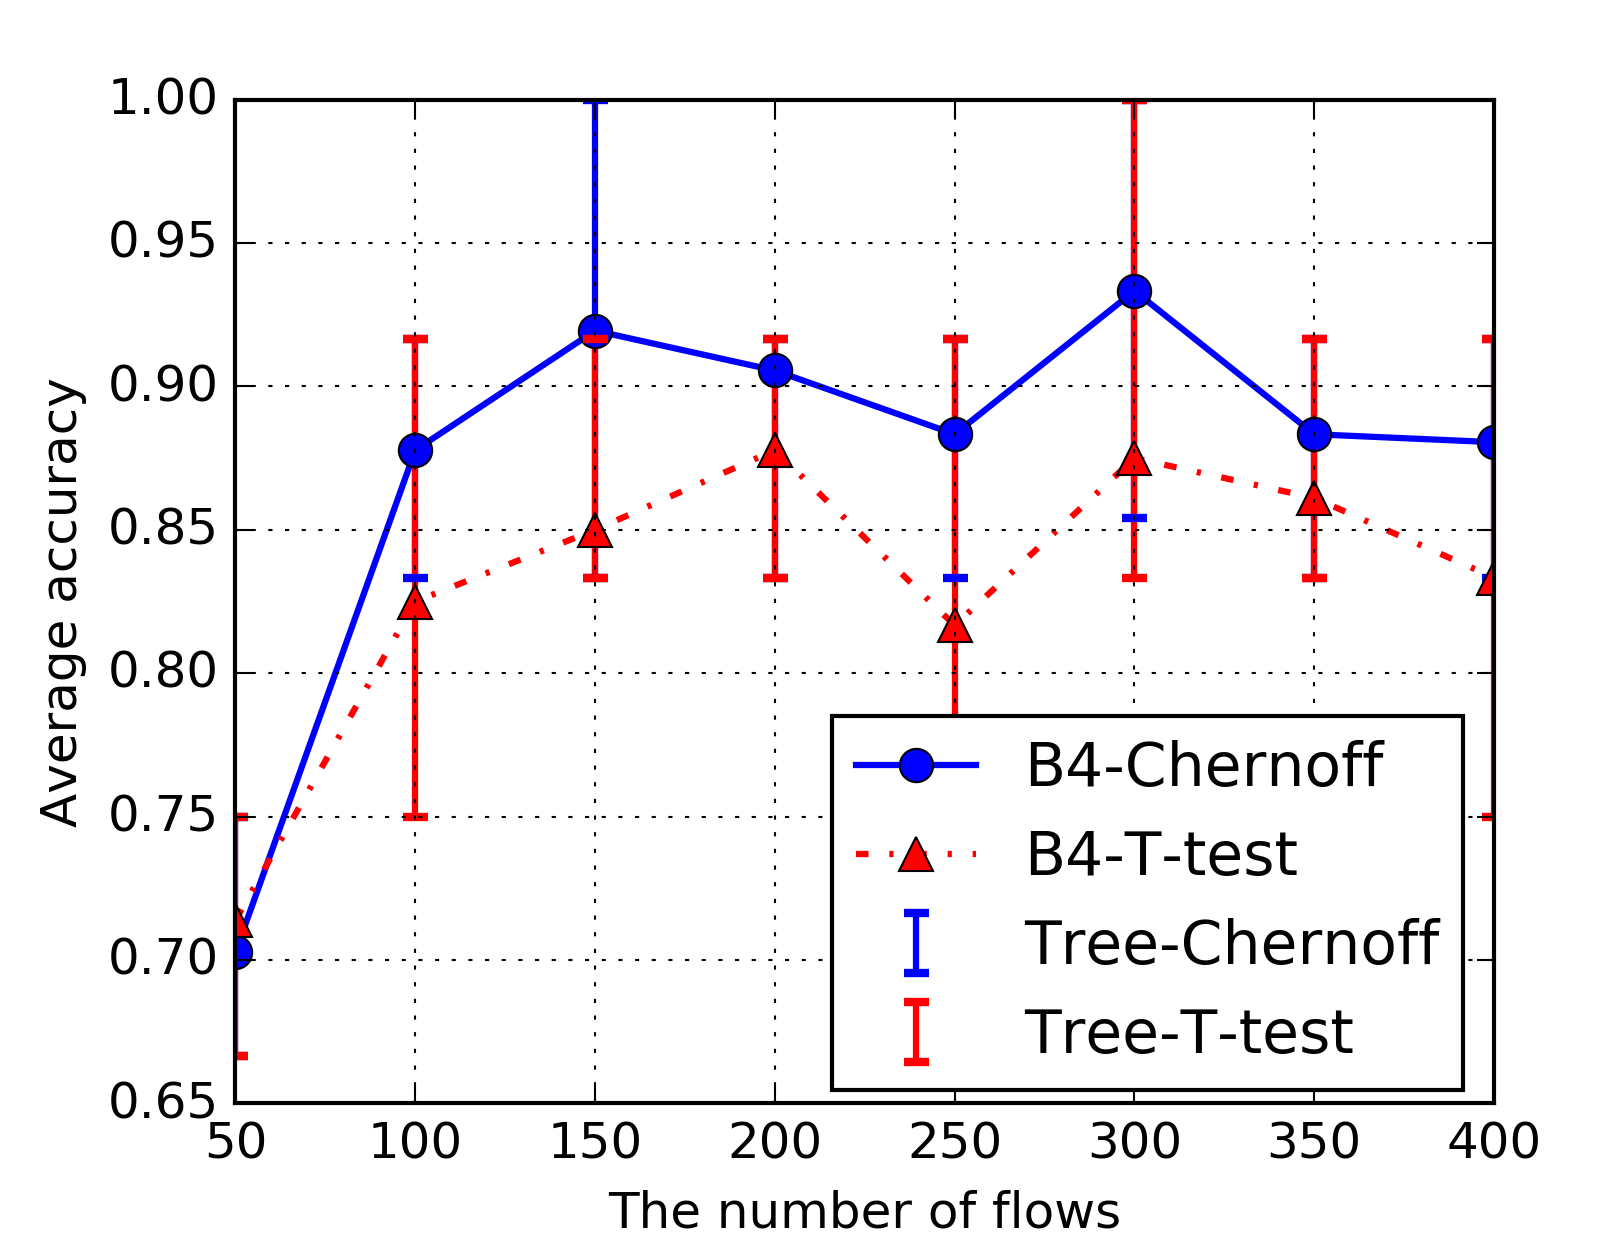 1.00
0.95
0.90
0.85
0.80
0.75
0.70
0.65
Average accuracy
50 100 150 200 250 300 350 400
The number of flows
B4-Chernoff
B4-T-test
Tree-Chernoff
Tree-T-test